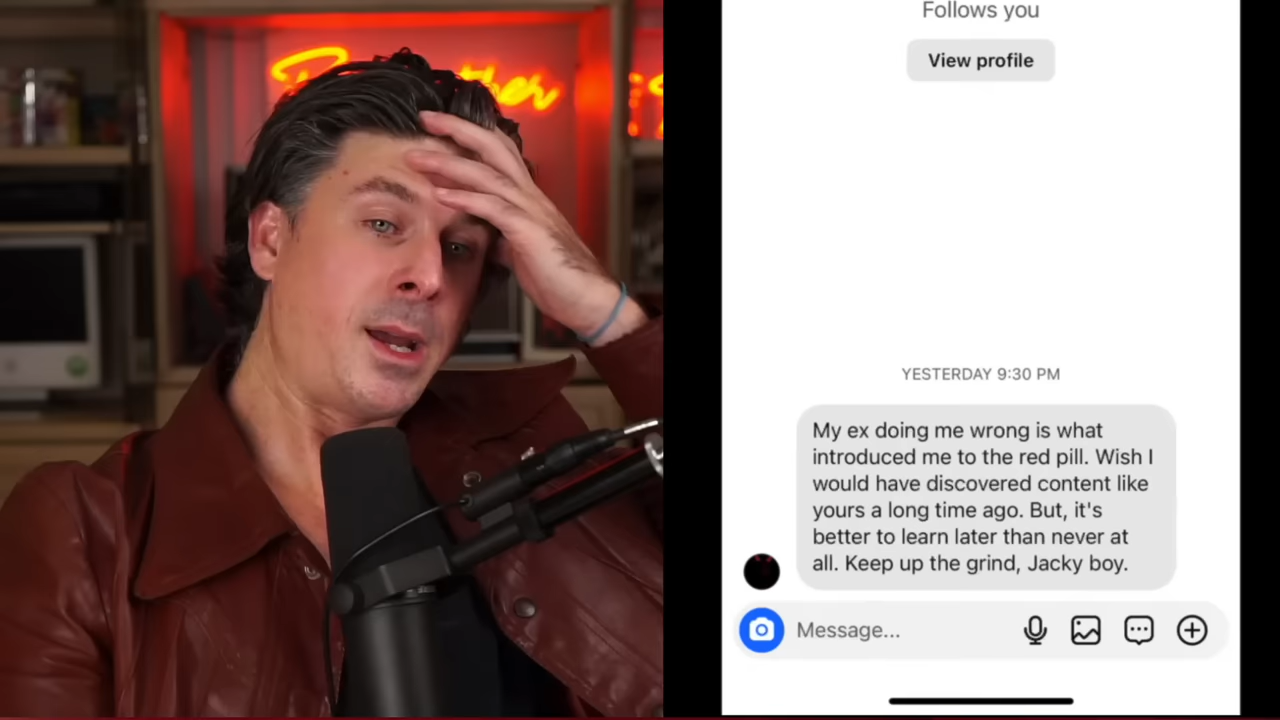 Follows you
View profile
YESTERDAY 9:30 PM
My ex doing me wrong is what
introduced me to the red pill. Wish I
would have discovered content like
yours a long time ago. But, it's
better to learn later than never at
all. Keep up the grind, Jacky boy.
Message...